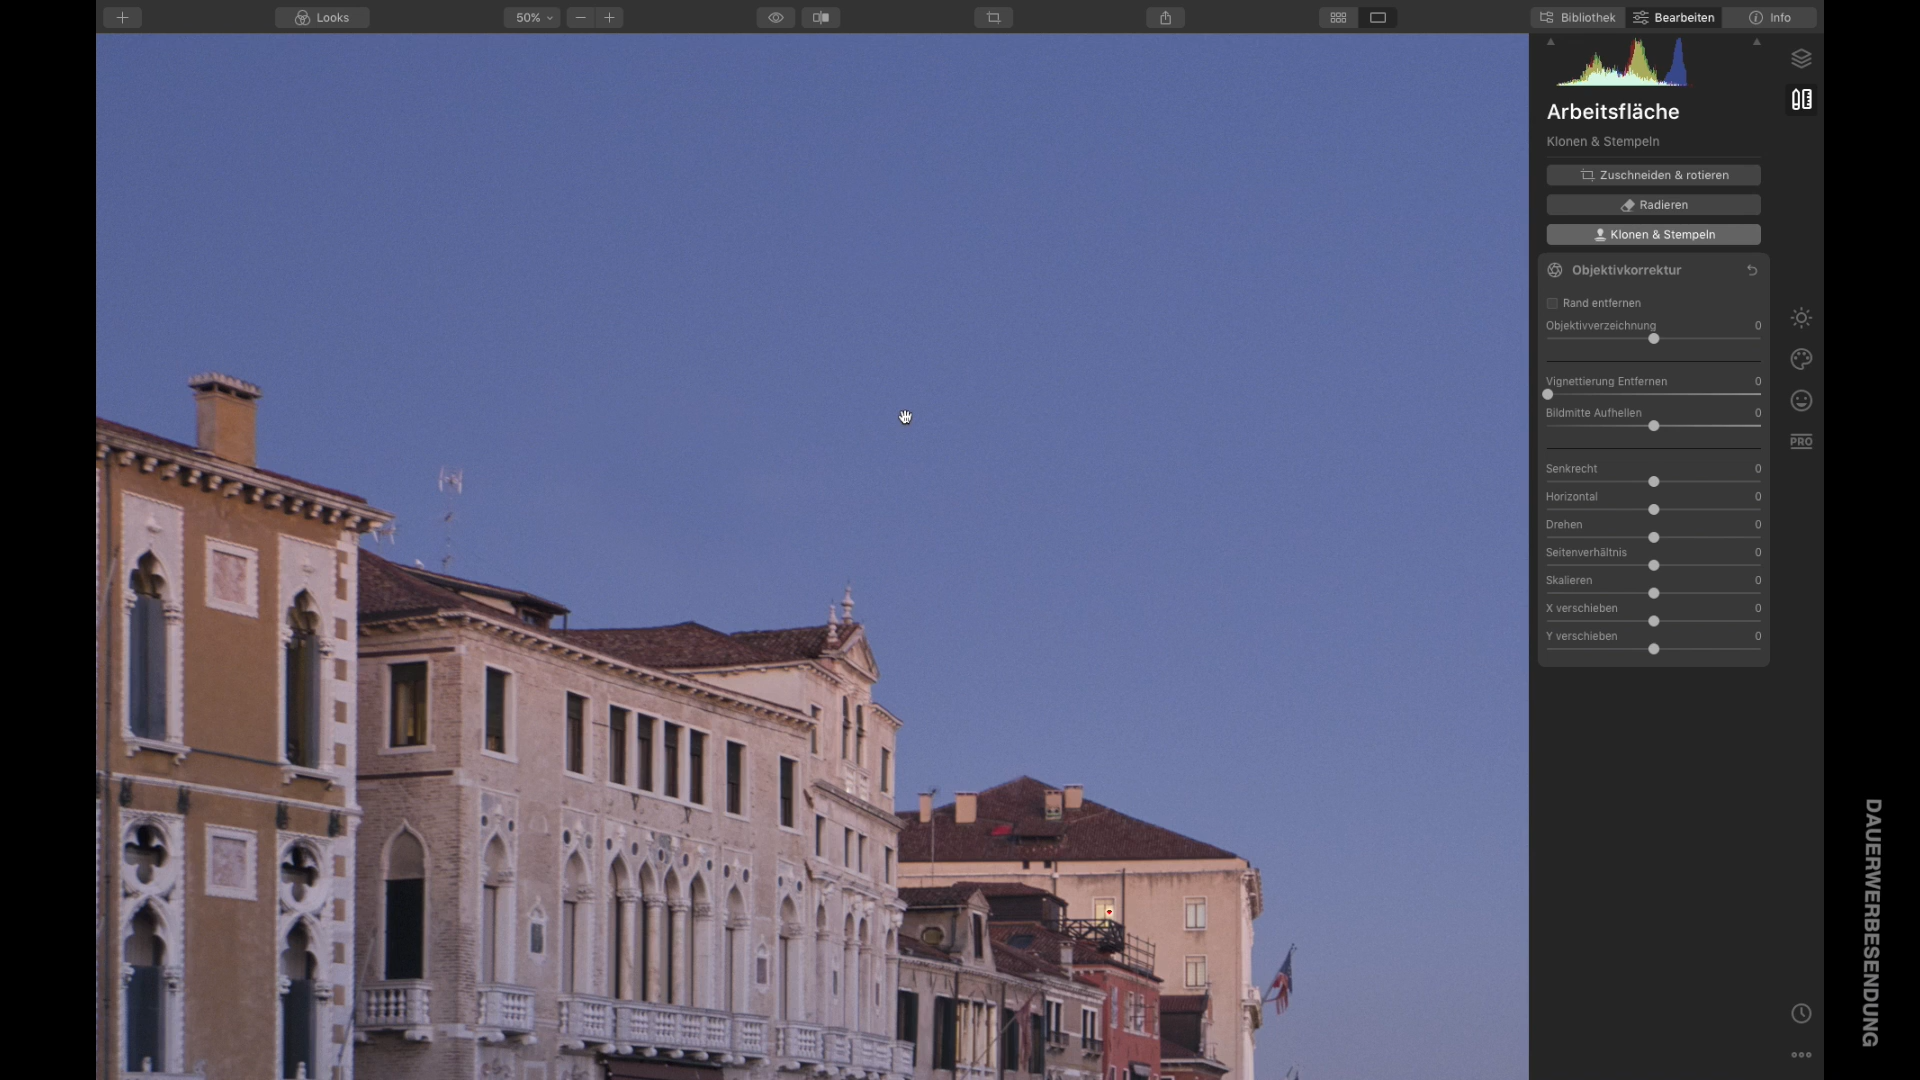 Looks
50%
Bibliothek
Bearbeiten
Info
Arbeitsfläche
Klonen & Stempeln
Zuschneiden & rotieren
Radieren
Klonen & Stempeln
Objektivkorrektur
Rand entfernen
Objektivverzeichnung 0
Vignettierung Entfernen 0
Bildmitte Aufhellen 0
Senkrecht 0
Horizontal 0
Drehen 0
Seitenverhältnis 0
Skalieren 0
X verschieben 0
Y verschieben 0
PRO
DAUERWERBESENDUNG